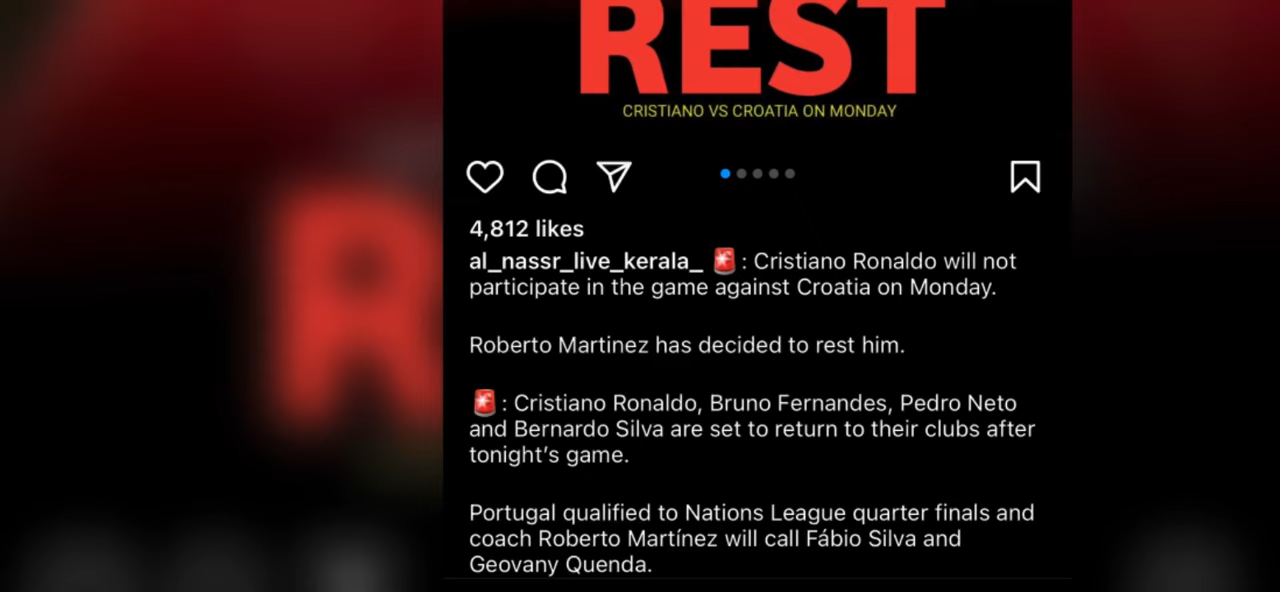 REST
CRISTIANO VS CROATIA ON MONDAY
4,812 likes
al_nassr_live_kerala_ 🚨 : Cristiano Ronaldo will not
participate in the game against Croatia on Monday.
Roberto Martinez has decided to rest him.
🚨 : Cristiano Ronaldo, Bruno Fernandes, Pedro Neto
and Bernardo Silva are set to return to their clubs after
tonight’s game.
Portugal qualified to Nations League quarter finals and
coach Roberto Martínez will call Fábio Silva and
Geovany Quenda.